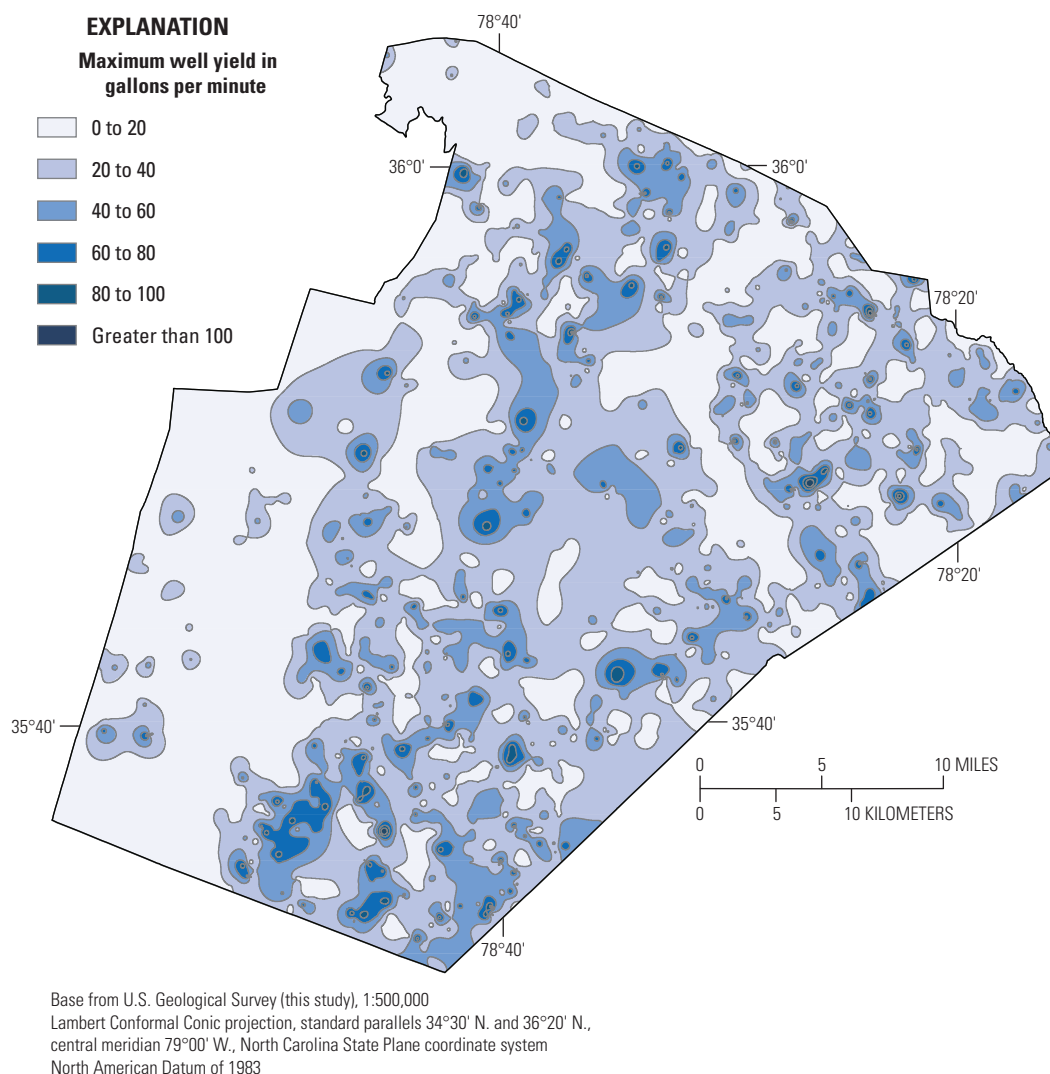 EXPLANATION
Maximum well yield in
gallons per minute
0 to 20
20 to 40
40 to 60
60 to 80
80 to 100
Greater than 100
78°40'
36°0'
36°0'
78°20'
78°20'
35°40'
35°40'
0 5 10 MILES
0 5 10 KILOMETERS
78°40'
Base from U.S. Geological Survey (this study), 1:500,000
Lambert Conformal Conic projection, standard parallels 34°30' N. and 36°20' N.,
central meridian 79°00' W., North Carolina State Plane coordinate system
North American Datum of 1983